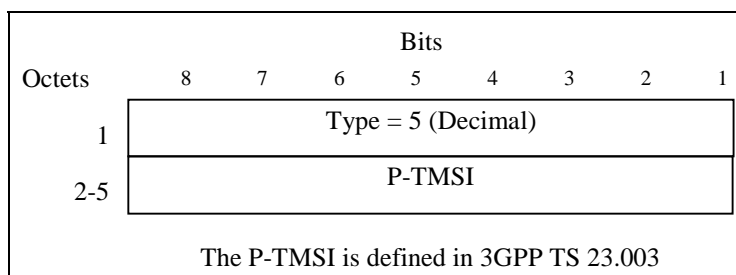 Bits
Octets 8 7 6 5 4 3 2 1
1 Type = 5 (Decimal)
2-5 P-TMSI
The P-TMSI is defined in 3GPP TS 23.003